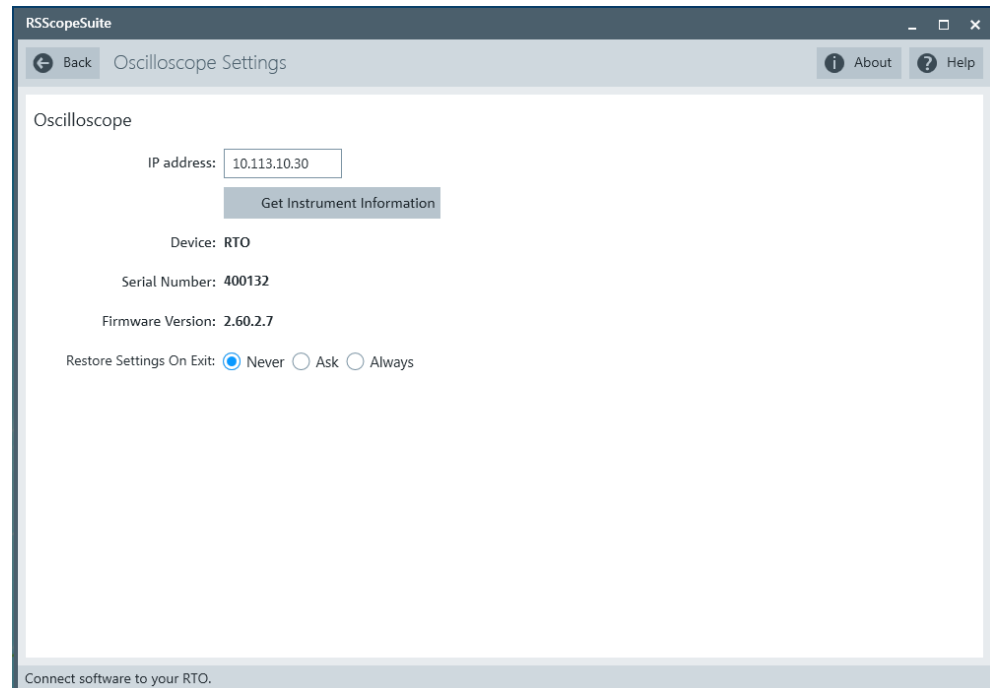 RSScopeSuite
Back Oscilloscope Settings About Help
Oscilloscope
IP address: 10.113.10.30
Get Instrument Information
Device: RTO
Serial Number: 400132
Firmware Version: 2.60.2.7
Restore Settings On Exit: Never Ask Always
Connect software to your RTO.